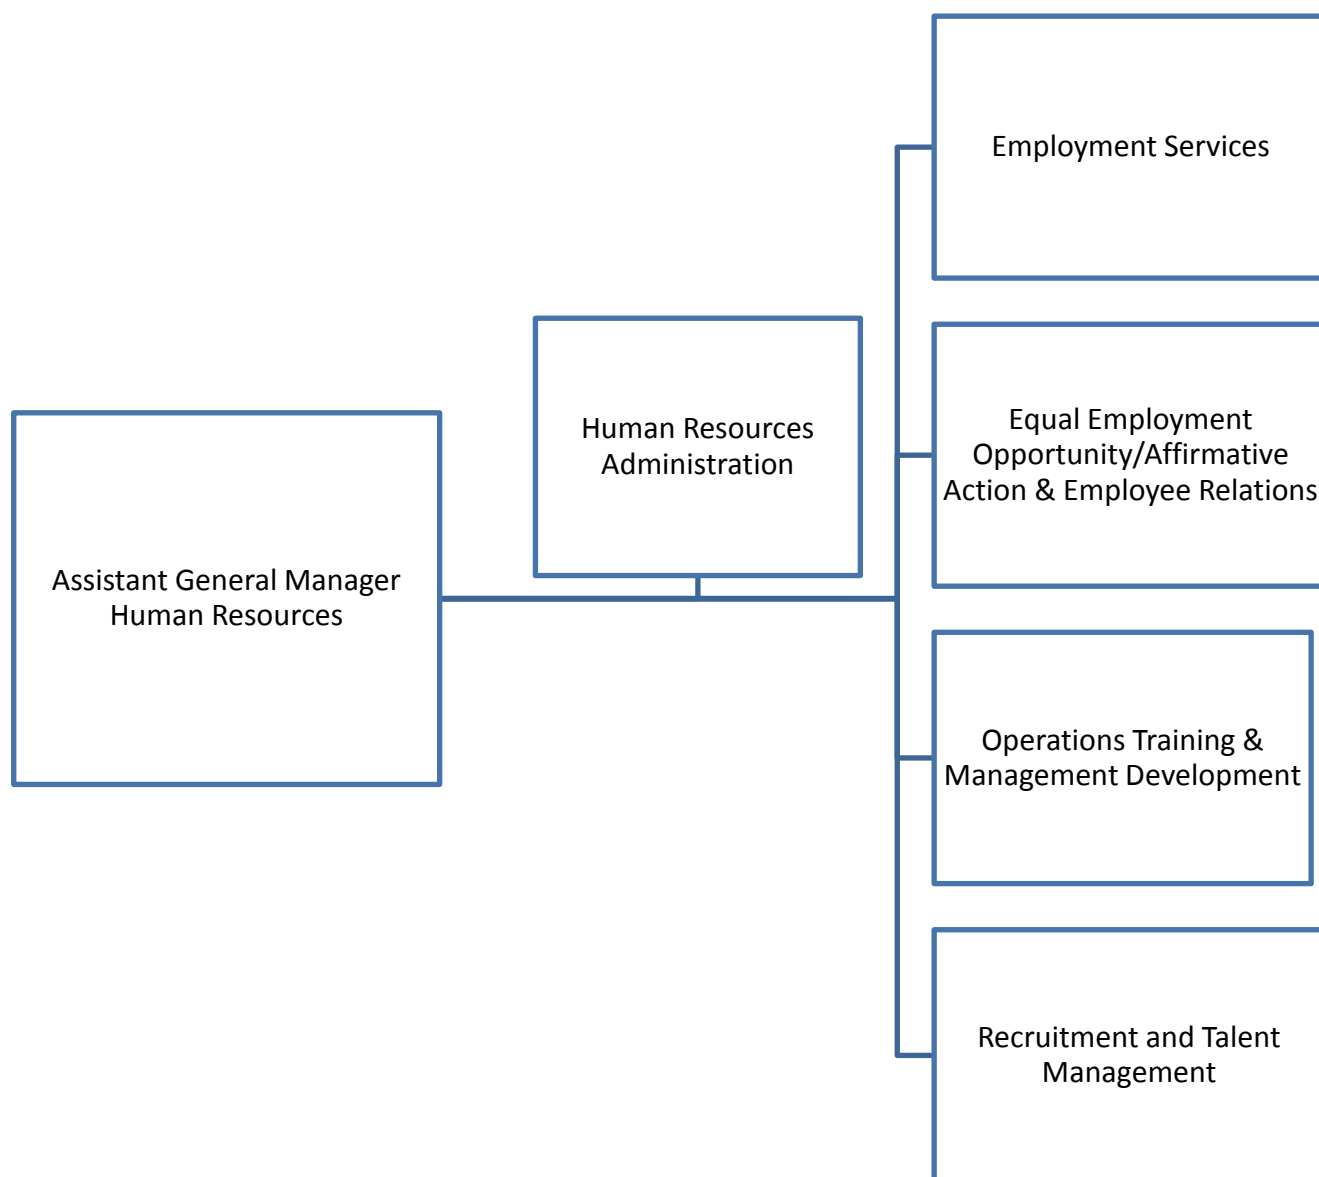 Employment Services
Human Resources
Administration
Equal Employment
Opportunity/Affirmative
Action & Employee Relations
Assistant General Manager
Human Resources
Operations Training &
Management Development
Recruitment and Talent
Management